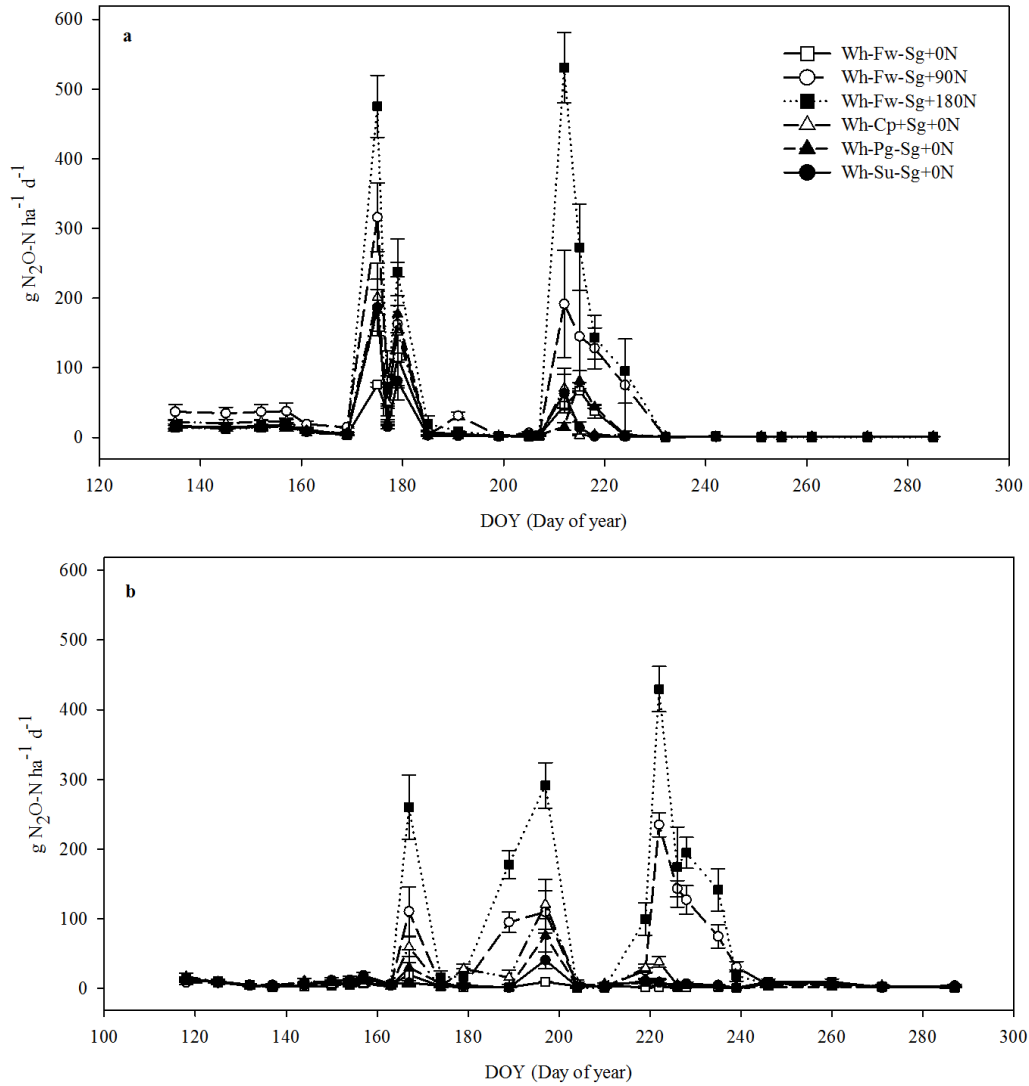 a
600
500
400
300
200
100
0
g N₂O-N ha⁻¹ d⁻¹
Wh-Fw-Sg+0N
Wh-Fw-Sg+90N
Wh-Fw-Sg+180N
Wh-Cp+Sg+0N
Wh-Pg-Sg+0N
Wh-Su-Sg+0N
120 140 160 180 200 220 240 260 280 300
DOY (Day of year)
b
600
500
400
300
200
100
0
g N₂O-N ha⁻¹ d⁻¹
100 120 140 160 180 200 220 240 260 280 300
DOY (Day of year)